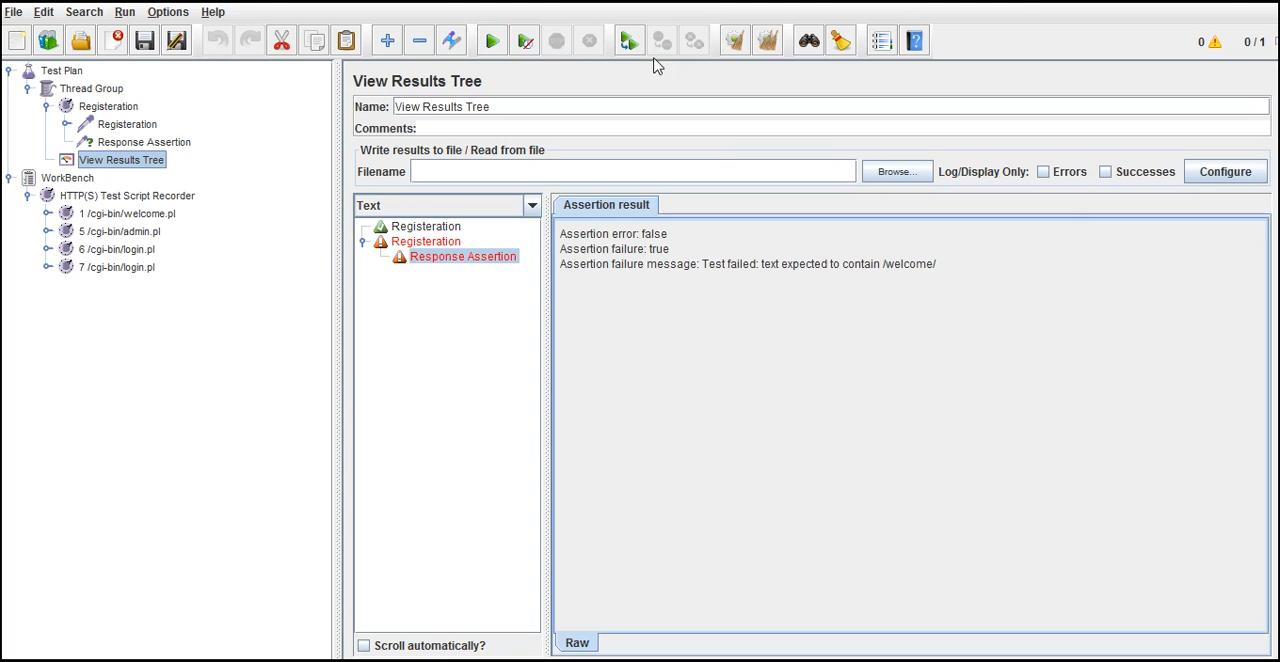 File Edit Search Run Options Help
0 0 / 1
Test Plan
Thread Group
Registeration
Registeration
Response Assertion
View Results Tree
WorkBench
HTTP(S) Test Script Recorder
1 /cgi-bin/welcome.pl
5 /cgi-bin/admin.pl
6 /cgi-bin/login.pl
7 /cgi-bin/login.pl
View Results Tree
Name: View Results Tree
Comments:
Write results to file / Read from file
Filename Browse... Log/Display Only: Errors Successes Configure
Text
Registeration
Registeration
Response Assertion
Scroll automatically?
Assertion result
Assertion error: false
Assertion failure: true
Assertion failure message: Test failed: text expected to contain /welcome/
Raw